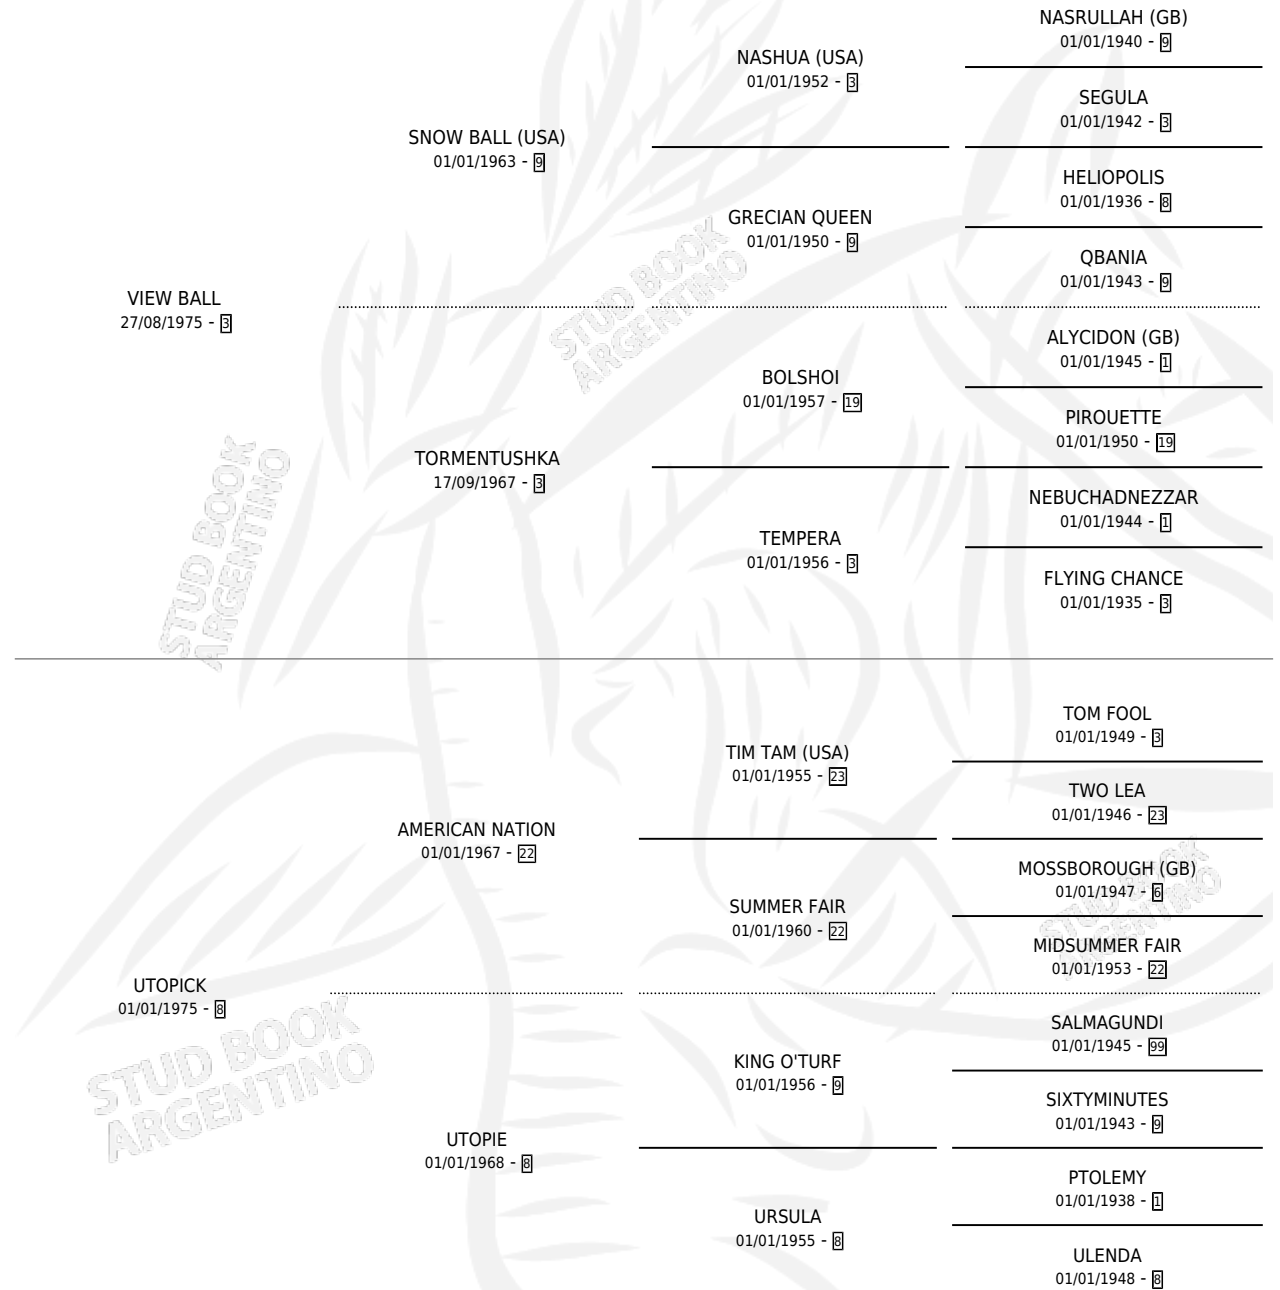 NASRULLAH (GB)
01/01/1940 - 9
NASHUA (USA)
01/01/1952 - 3
SEGULA
01/01/1942 - 3
SNOW BALL (USA)
01/01/1963 - 9
HELIOPOLIS
01/01/1936 - 8
GRECIAN QUEEN
01/01/1950 - 9
QBANIA
01/01/1943 - 9
VIEW BALL
27/08/1975 - 3
ALYCIDON (GB)
01/01/1945 - 1
BOLSHOI
01/01/1957 - 19
PIROUETTE
01/01/1950 - 19
TORMENTUSHKA
17/09/1967 - 3
NEBUCHADNEZZAR
01/01/1944 - 1
TEMPERA
01/01/1956 - 3
FLYING CHANCE
01/01/1935 - 3
TOM FOOL
01/01/1949 - 3
TIM TAM (USA)
01/01/1955 - 23
TWO LEA
01/01/1946 - 23
AMERICAN NATION
01/01/1967 - 22
MOSSBOROUGH (GB)
01/01/1947 - 6
SUMMER FAIR
01/01/1960 - 22
MIDSUMMER FAIR
01/01/1953 - 22
UTOPICK
01/01/1975 - 8
SALMAGUNDI
01/01/1945 - 99
KING O'TURF
01/01/1956 - 9
SIXTYMINUTES
01/01/1943 - 9
UTOPIE
01/01/1968 - 8
PTOLEMY
01/01/1938 - 1
URSULA
01/01/1955 - 8
ULENDA
01/01/1948 - 8
STUD BOOK
ARGENTINO
STUD BOOK
ARGENTINO
STUD BOOK
ARGENTINO
STUD BOOK
ARGENTINO